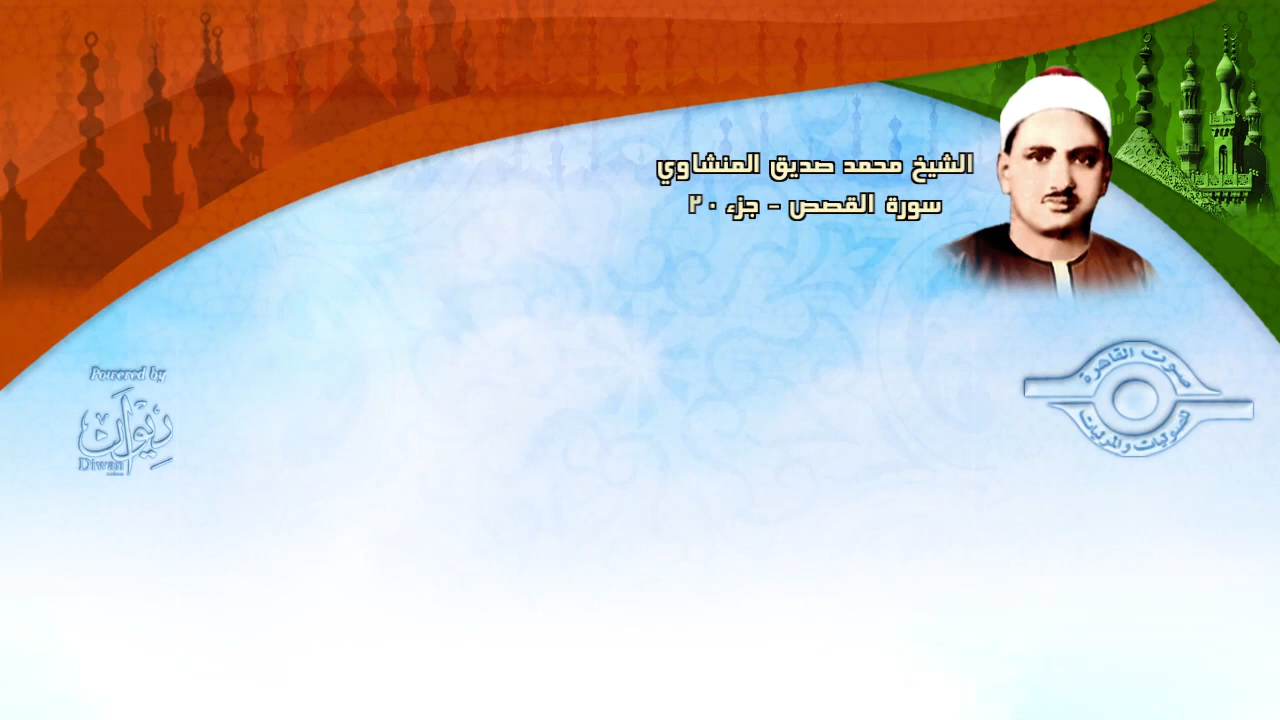 الشيخ محمد صديق المنشاوي
سورة القصص - جزء ٢٠
صوت القاهرة
للصوتيات والمرئيات
Powered by
ديوان
Diwan